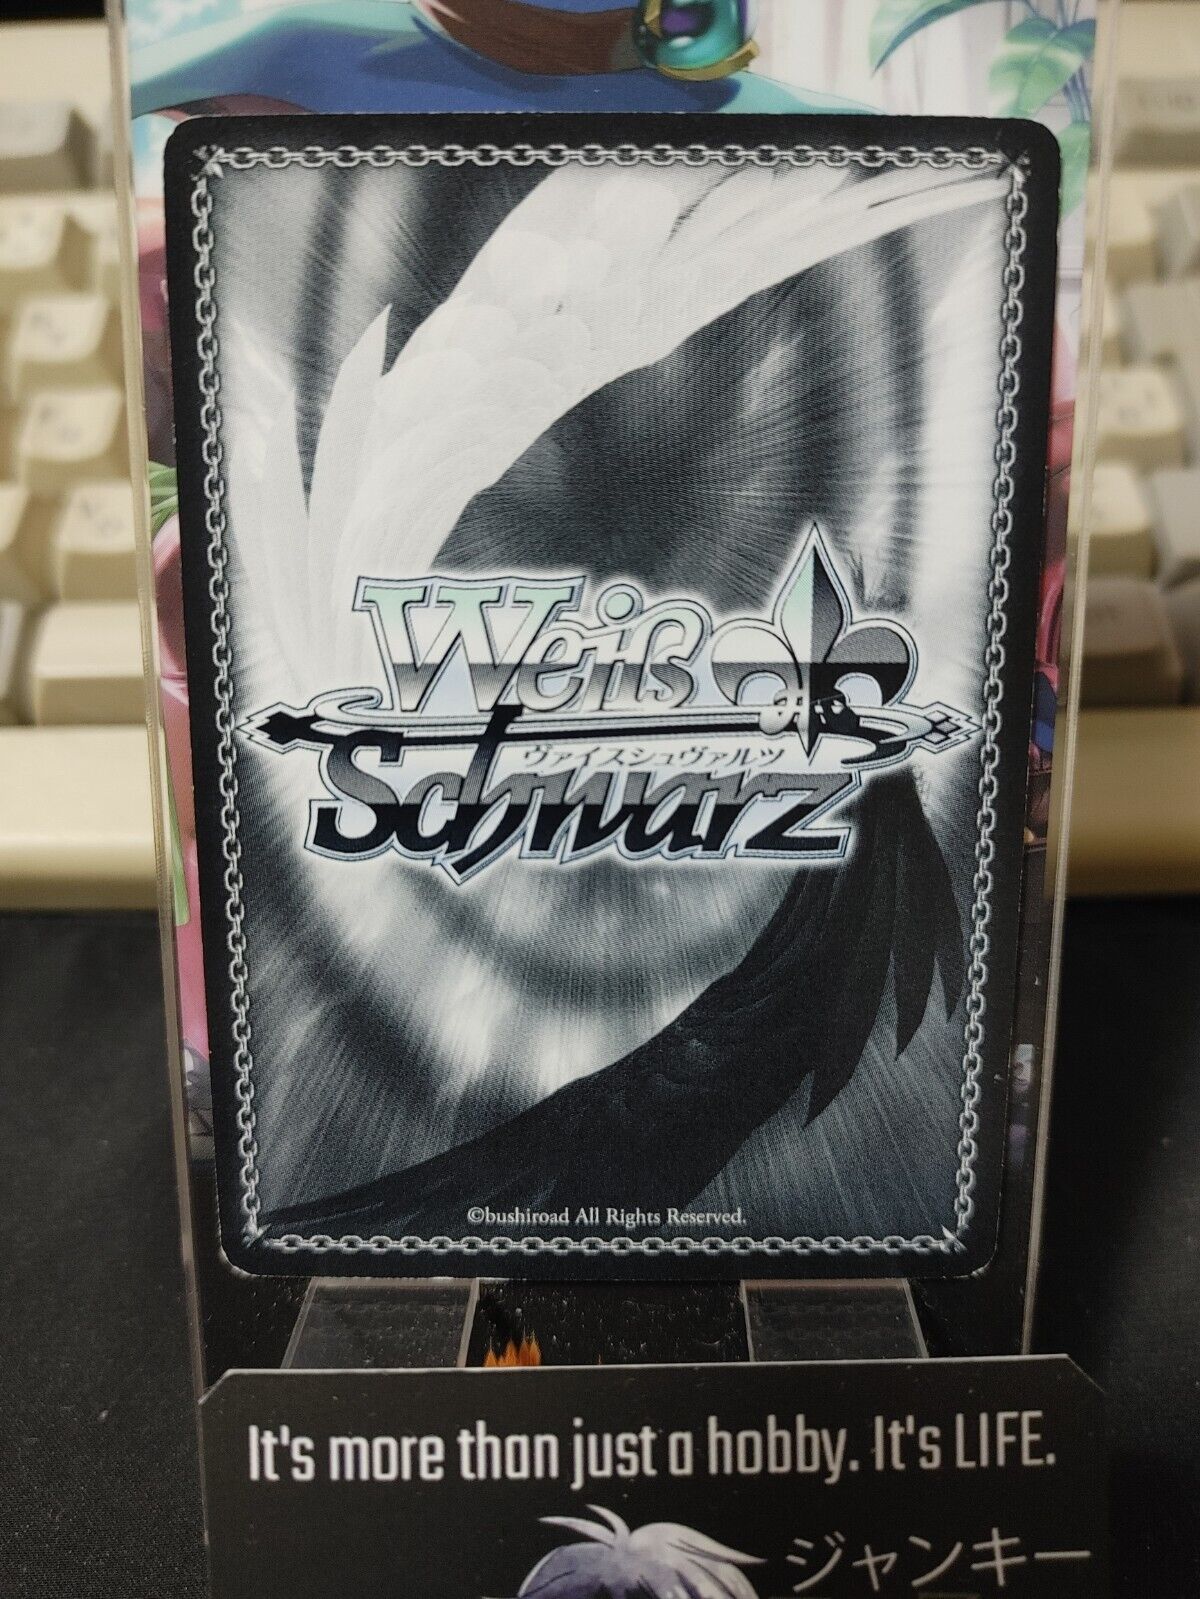 Weiß
Schwarz
ヴァイスシュヴァルツ
©bushiroad All Rights Reserved.
It's more than just a hobby. It's LIFE.
ジャンキー